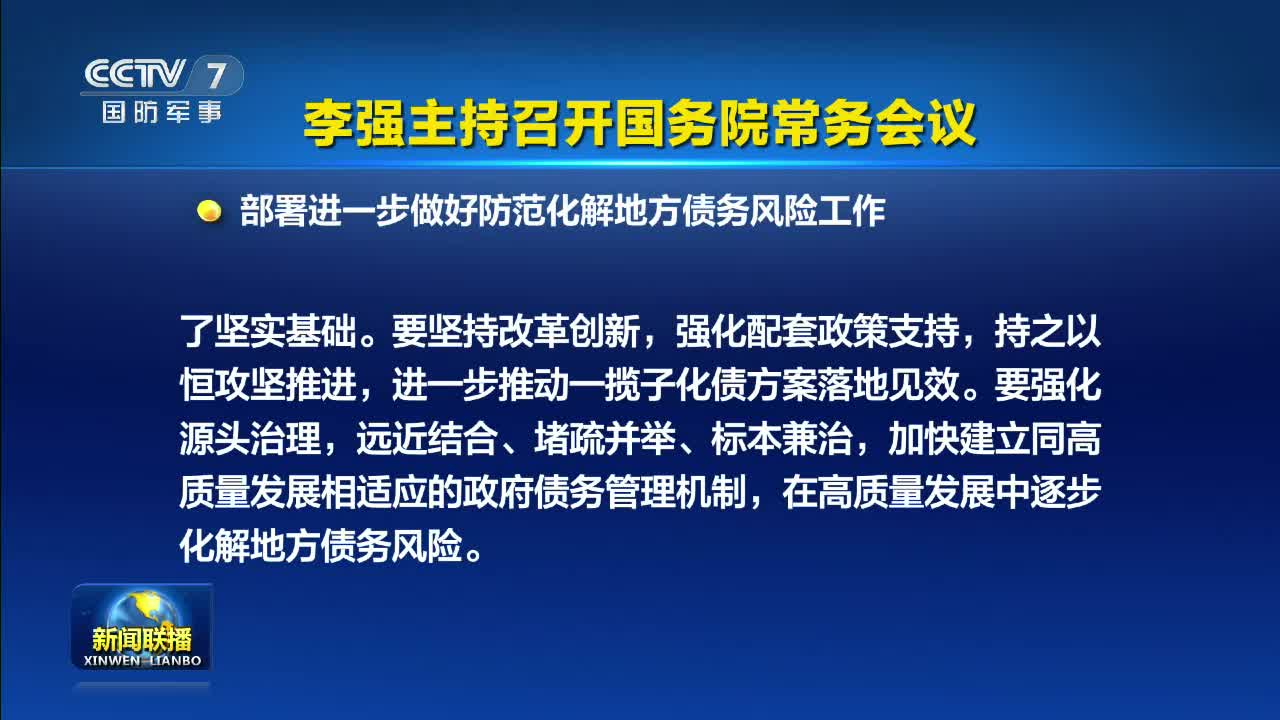 CCTV 7
国防军事
李强主持召开国务院常务会议
部署进一步做好防范化解地方债务风险工作
了坚实基础。要坚持改革创新，强化配套政策支持，持之以
恒攻坚推进，进一步推动一揽子化债方案落地见效。要强化
源头治理，远近结合、堵疏并举、标本兼治，加快建立同高
质量发展相适应的政府债务管理机制，在高质量发展中逐步
化解地方债务风险。
新闻联播
XINWEN LIANBO